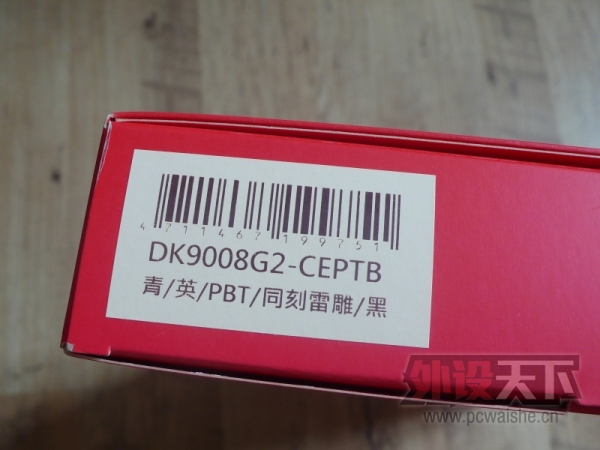 4711467199751
DK9008G2-CEPTB
青/英/PBT/同刻雷雕/黑
外设天下
www.pcwaishe.cn